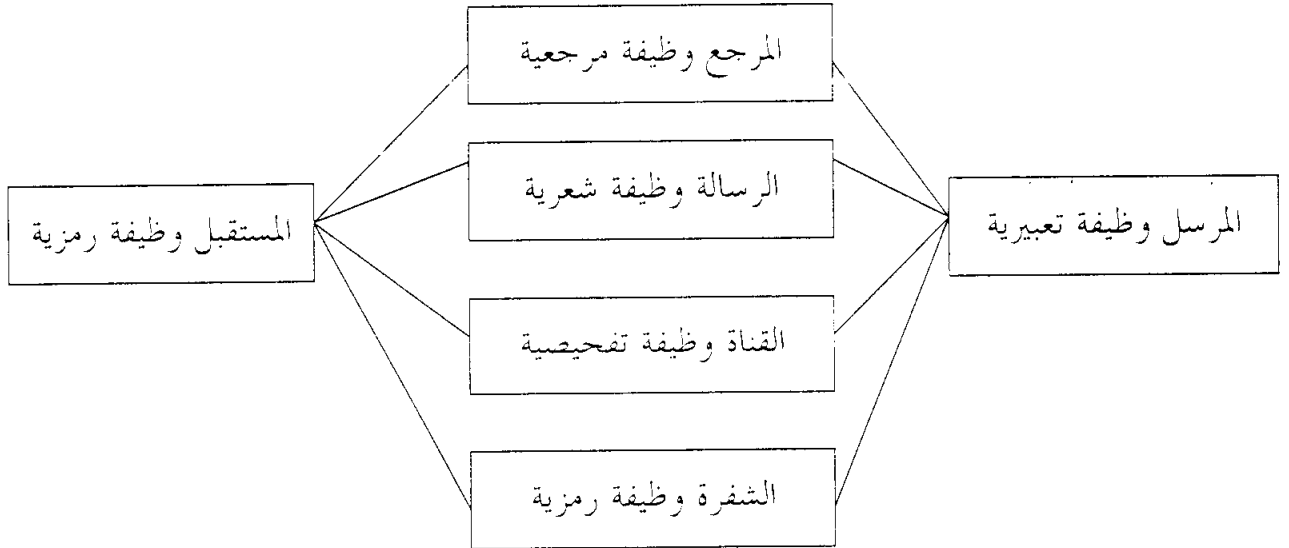 المرجع وظيفة مرجعية
الرسالة وظيفة شعرية
المرسل وظيفة تعبيرية
المستقبل وظيفة رمزية
القناة وظيفة تفحيصية
الشفرة وظيفة رمزية